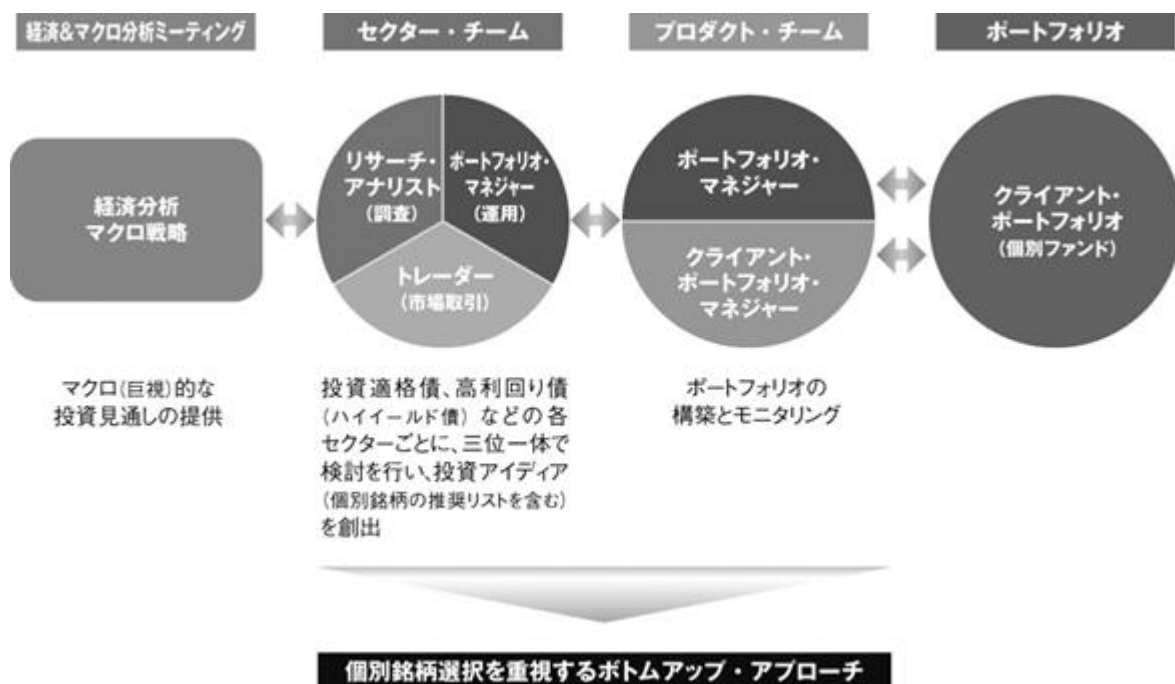 経済&マクロ分析ミーティング
セクター・チーム
プロダクト・チーム
ポートフォリオ
経済分析
マクロ戦略
リサーチ・
アナリスト
(調査)
ポートフォリオ・
マネジャー
(運用)
トレーダー
(市場取引)
ポートフォリオ・
マネジャー
クライアント・
ポートフォリオ・
マネジャー
クライアント・
ポートフォリオ
(個別ファンド)
マクロ(巨視)的な
投資見通しの提供
投資適格債、高利回り債
(ハイイールド債)などの各
セクターごとに、三位一体で
検討を行い、投資アイディア
(個別銘柄の推奨リストを含む)
を創出
ポートフォリオの
構築とモニタリング
個別銘柄選択を重視するボトムアップ・アプローチ